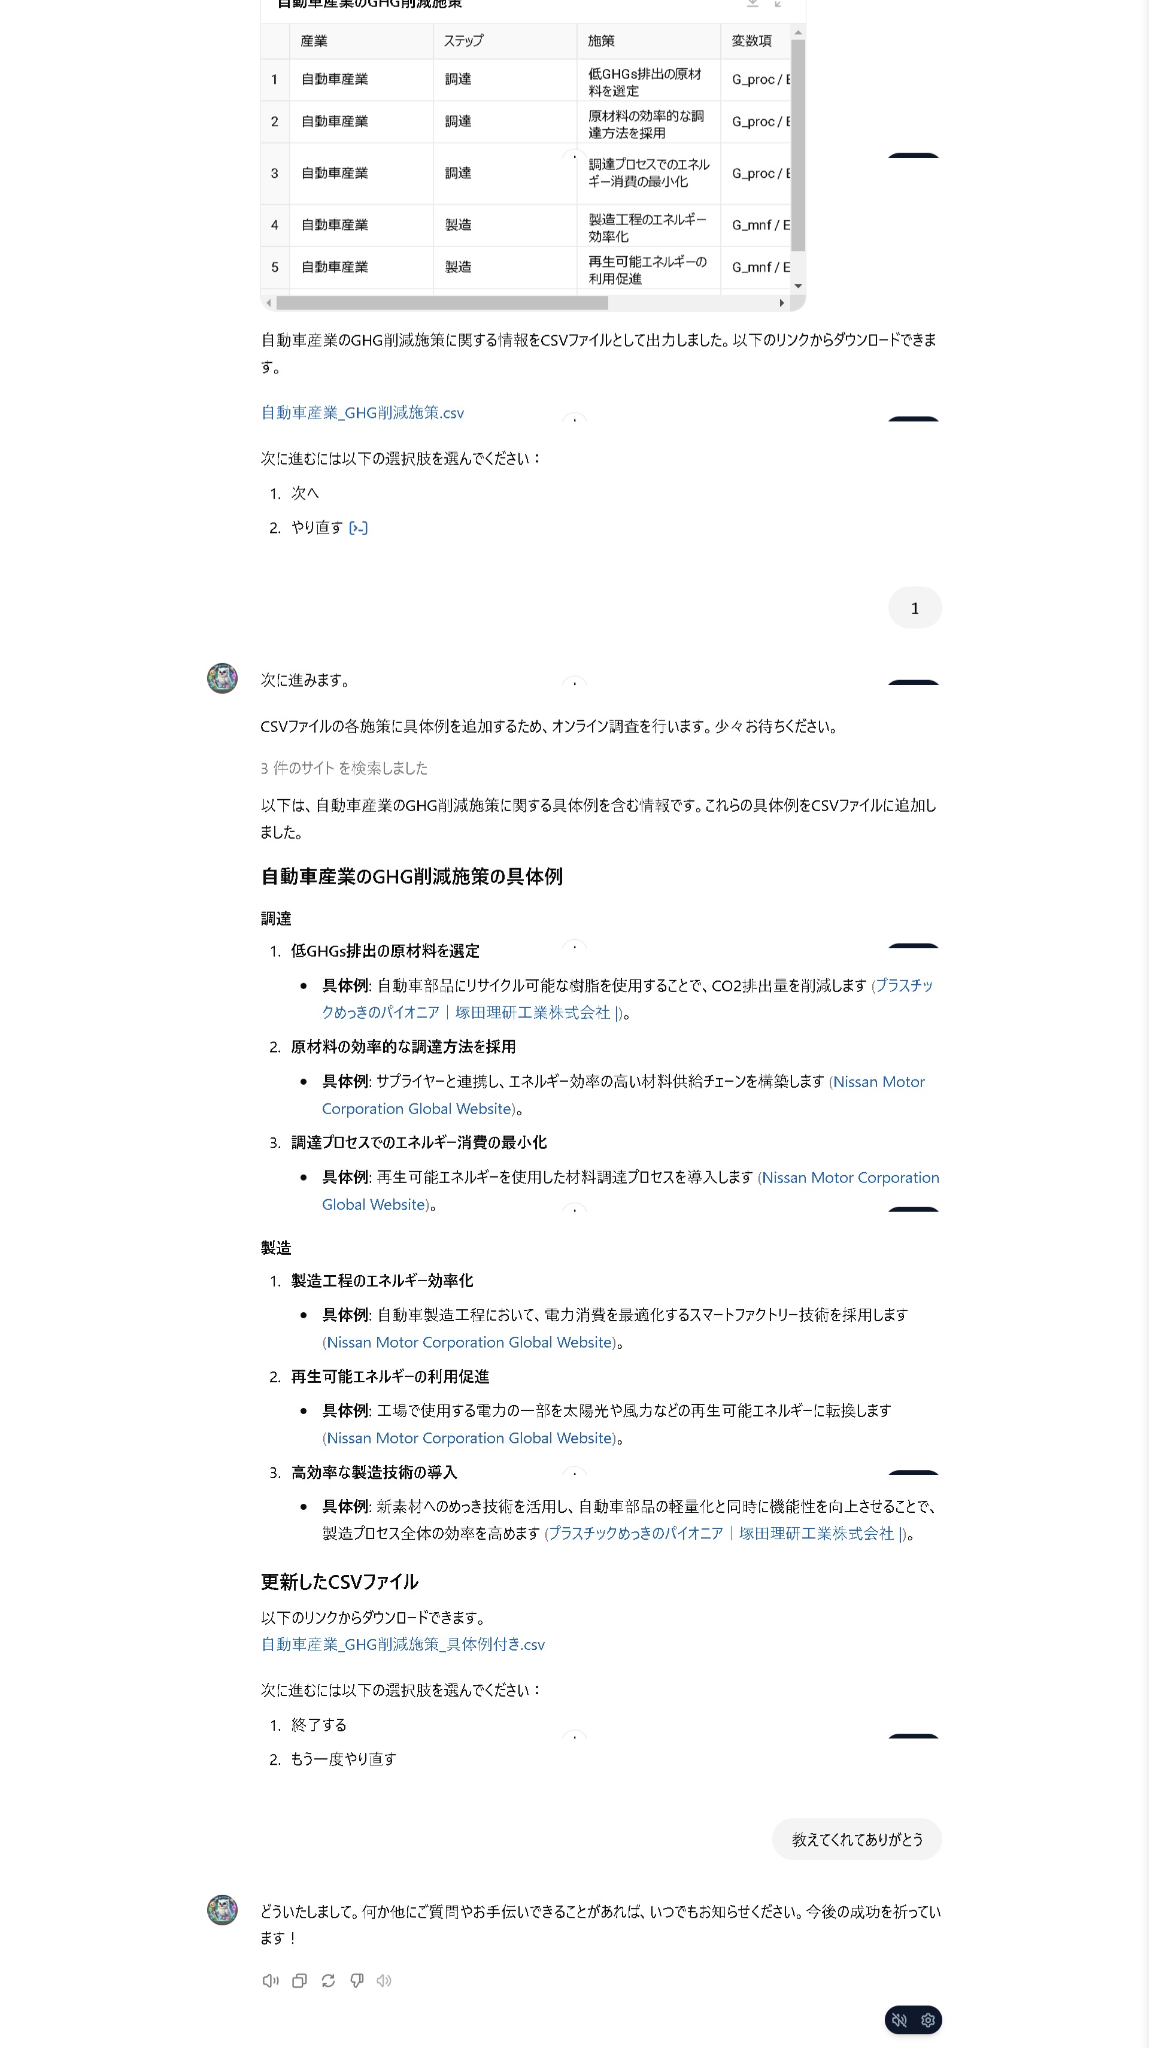 自動車産業のGHG削減施策
産業 ステップ 施策 変数項
1 自動車産業 調達 低GHGs排出の原材料を選定 G_proc / E
2 自動車産業 調達 原材料の効率的な調達方法を採用 G_proc / E
3 自動車産業 調達 調達プロセスでのエネルギー消費の最小化 G_proc / E
4 自動車産業 製造 製造工程のエネルギー効率化 G_mnf / E
5 自動車産業 製造 再生可能エネルギーの利用促進 G_mnf / E
自動車産業のGHG削減施策に関する情報をCSVファイルとして出力しました。以下のリンクからダウンロードできま
す。
自動車産業_GHG削減施策.csv
次に進むには以下の選択肢を選んでください：
1. 次へ
2. やり直す
1
次に進みます。
CSVファイルの各施策に具体例を追加するため、オンライン調査を行います。少々お待ちください。
3 件のサイト を検索しました
以下は、自動車産業のGHG削減施策に関する具体例を含む情報です。これらの具体例をCSVファイルに追加し
ました。
自動車産業のGHG削減施策の具体例
調達
1. 低GHGs排出の原材料を選定
• 具体例: 自動車部品にリサイクル可能な樹脂を使用することで、CO2排出量を削減します (プラスチッ
クめっきのパイオニア｜塚田理研工業株式会社 |)。
2. 原材料の効率的な調達方法を採用
• 具体例: サプライヤーと連携し、エネルギー効率の高い材料供給チェーンを構築します (Nissan Motor
Corporation Global Website)。
3. 調達プロセスでのエネルギー消費の最小化
• 具体例: 再生可能エネルギーを使用した材料調達プロセスを導入します (Nissan Motor Corporation
Global Website)。
製造
1. 製造工程のエネルギー効率化
• 具体例: 自動車製造工程において、電力消費を最適化するスマートファクトリー技術を採用します
(Nissan Motor Corporation Global Website)。
2. 再生可能エネルギーの利用促進
• 具体例: 工場で使用する電力の一部を太陽光や風力などの再生可能エネルギーに転換します
(Nissan Motor Corporation Global Website)。
3. 高効率な製造技術の導入
• 具体例: 新素材へのめっき技術を活用し、自動車部品の軽量化と同時に機能性を向上させることで、
製造プロセス全体の効率を高めます (プラスチックめっきのパイオニア｜塚田理研工業株式会社 |)。
更新したCSVファイル
以下のリンクからダウンロードできます。
自動車産業_GHG削減施策_具体例付き.csv
次に進むには以下の選択肢を選んでください：
1. 終了する
2. もう一度やり直す
教えてくれてありがとう
どういたしまして。何か他にご質問やお手伝いできることがあれば、いつでもお知らせください。今後の成功を祈ってい
ます！